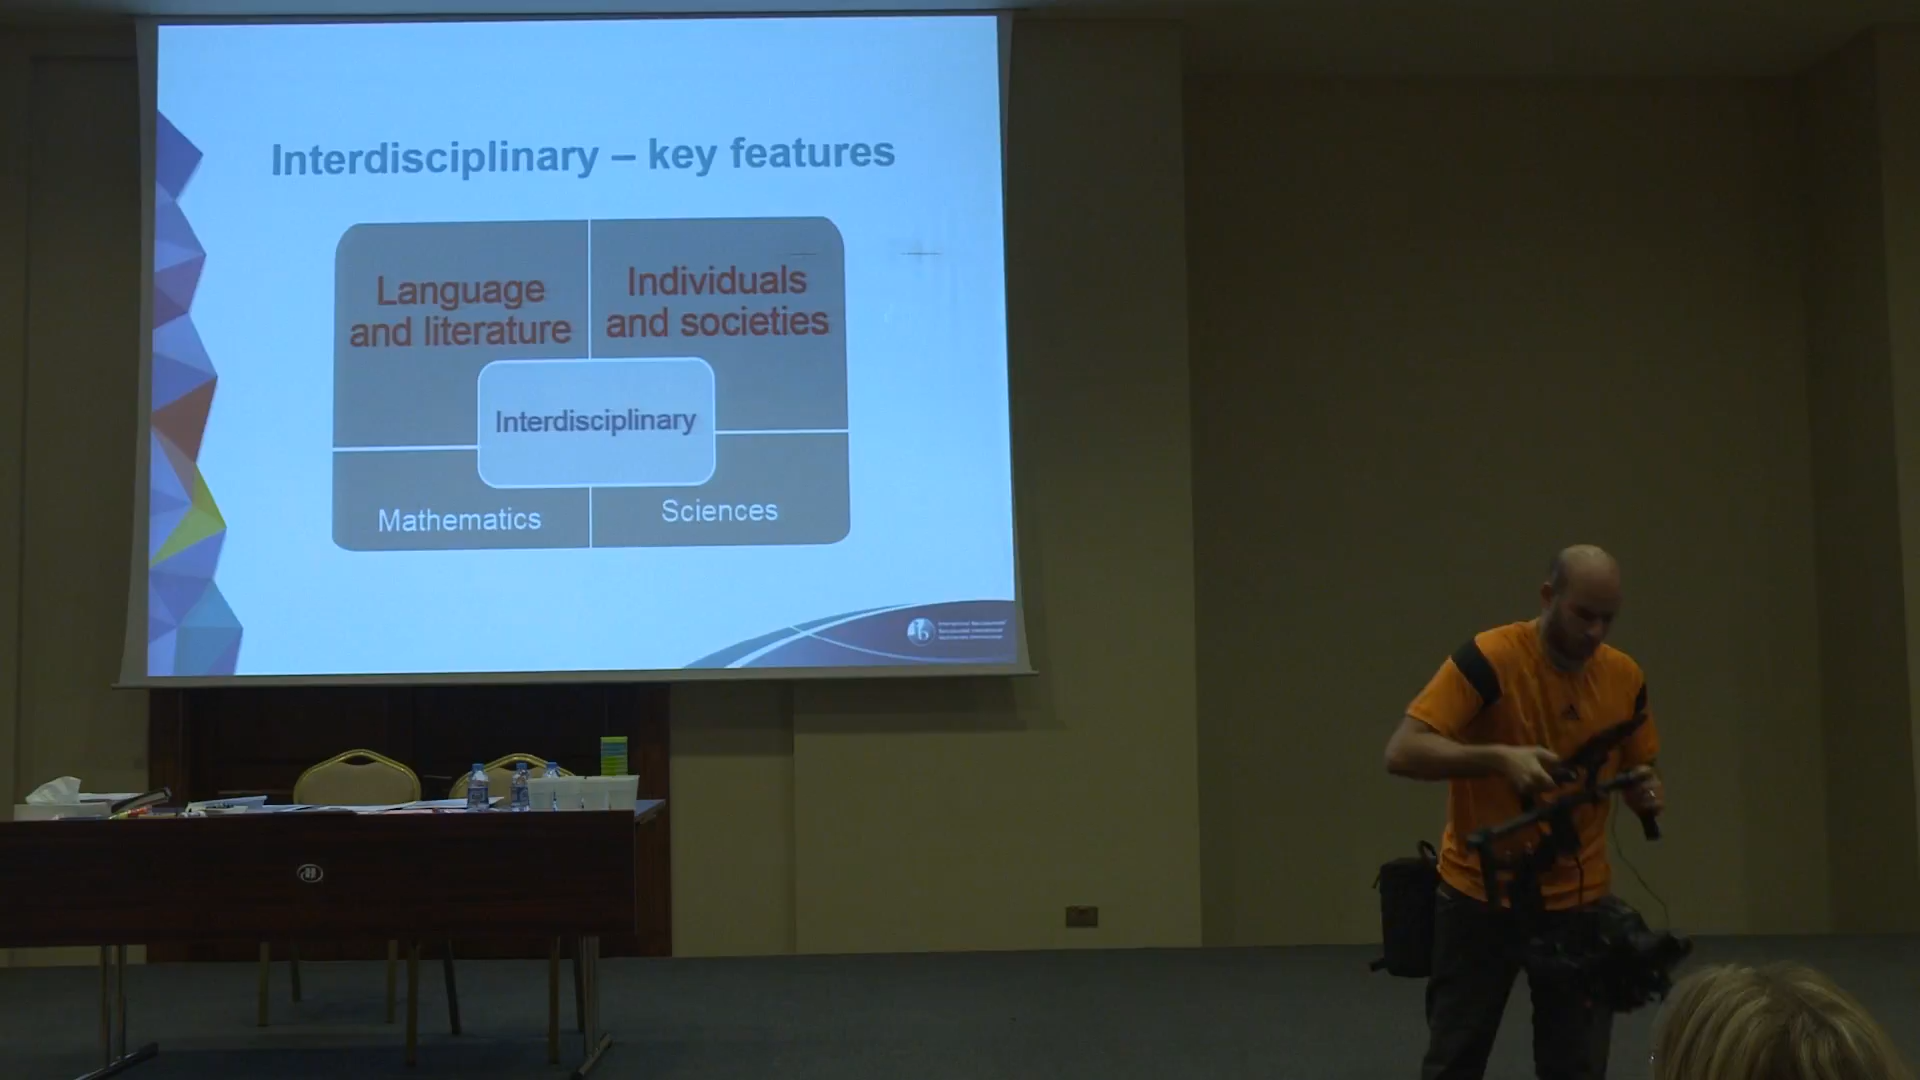 Interdisciplinary – key features
Language
and literature
Individuals
and societies
Interdisciplinary
Mathematics
Sciences